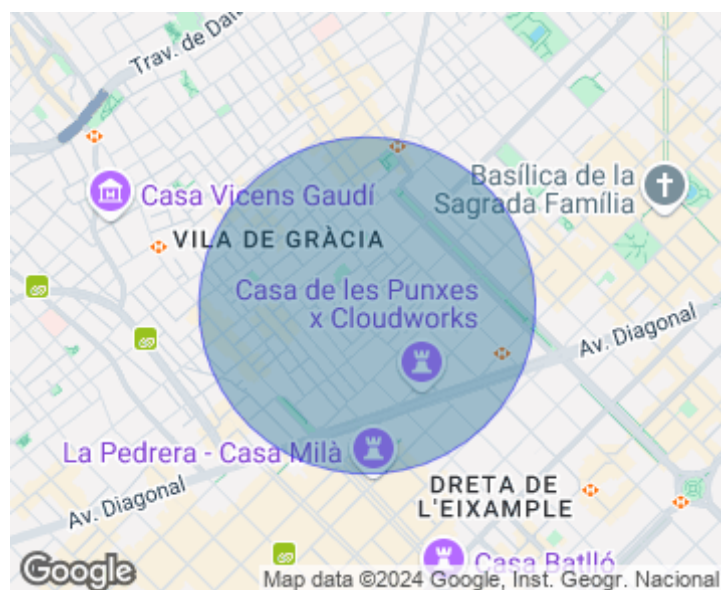 Trav. de Dalt
Casa Vicens Gaudí
Basílica de la
Sagrada Família
VILA DE GRÀCIA
Casa de les Punxes
x Cloudworks
Av. Diagonal
La Pedrera - Casa Milà
DRETA DE
L'EIXAMPLE
Av. Diagonal
Casa Batlló
Google
Map data ©2024 Google, Inst. Geogr. Nacional